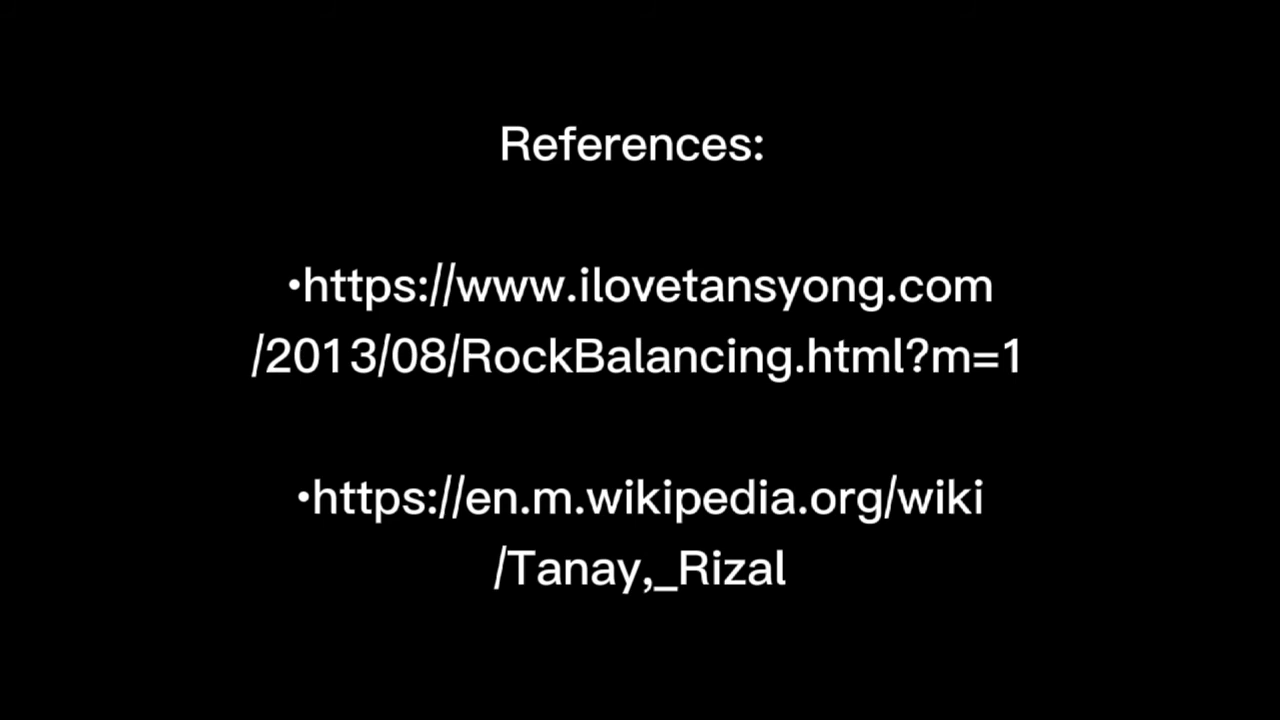 References:
•https://www.ilovetansyong.com
/2013/08/RockBalancing.html?m=1
•https://en.m.wikipedia.org/wiki
/Tanay,_Rizal